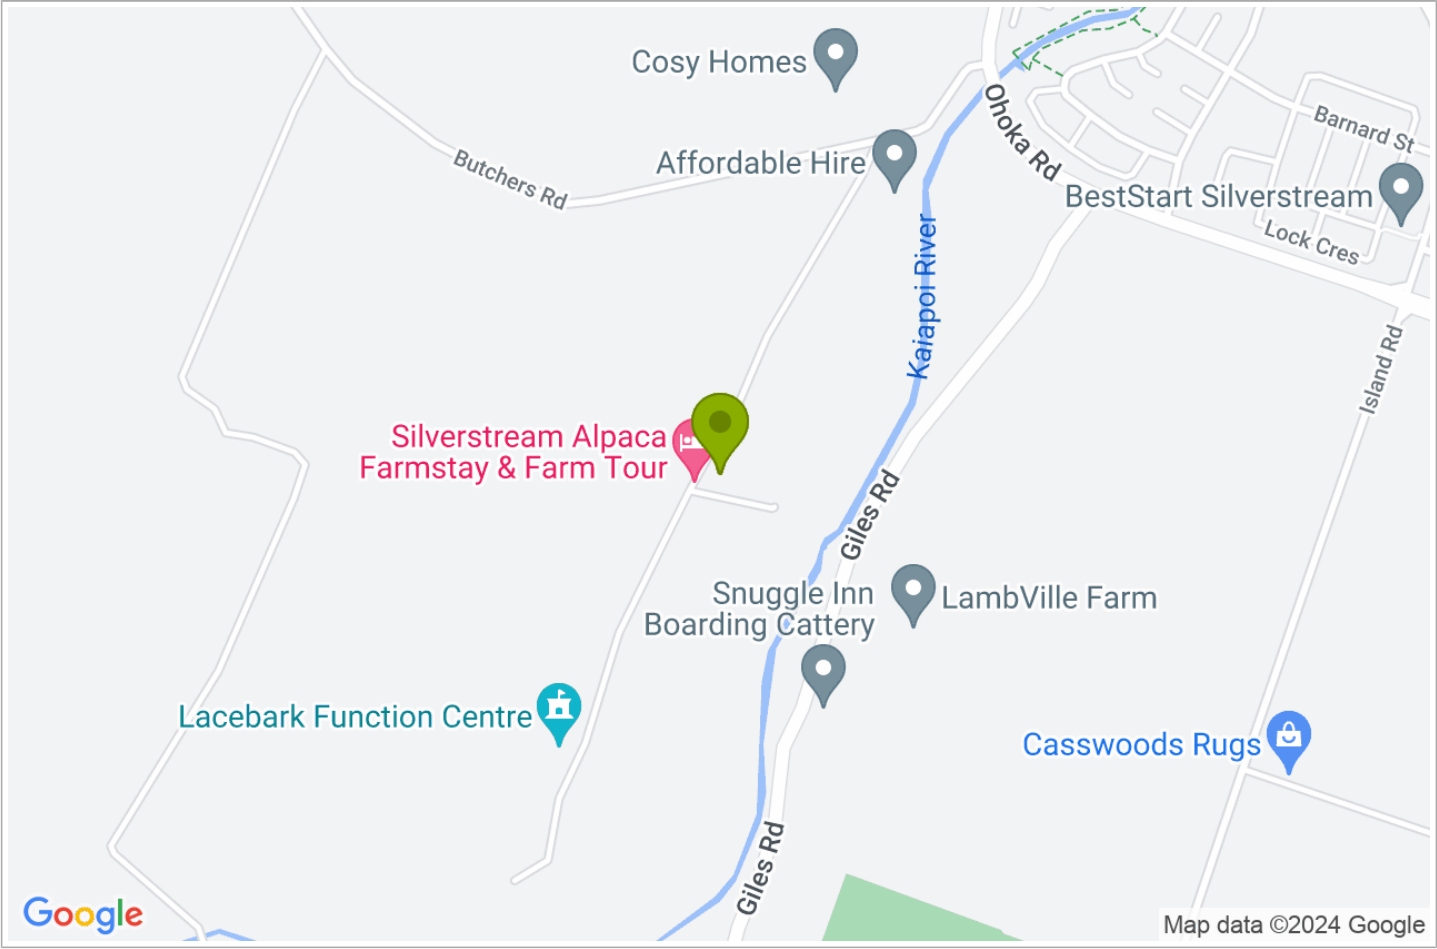 Cosy Homes
Ohoka Rd
Barnard St
Butchers Rd
Affordable Hire
BestStart Silverstream
Lock Cres
Kaiapoi River
Island Rd
Silverstream Alpaca
Farmstay & Farm Tour
Giles Rd
Snuggle Inn
Boarding Cattery
LambVille Farm
Lacebark Function Centre
Casswoods Rugs
Giles Rd
Google
Map data ©2024 Google